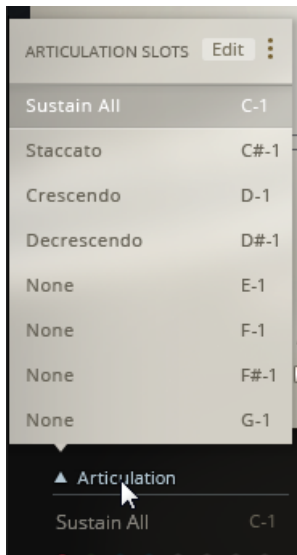 ARTICULATION SLOTS Edit
Sustain All C-1
Staccato C#-1
Crescendo D-1
Decrescendo D#-1
None E-1
None F-1
None F#-1
None G-1
Articulation
Sustain All C-1